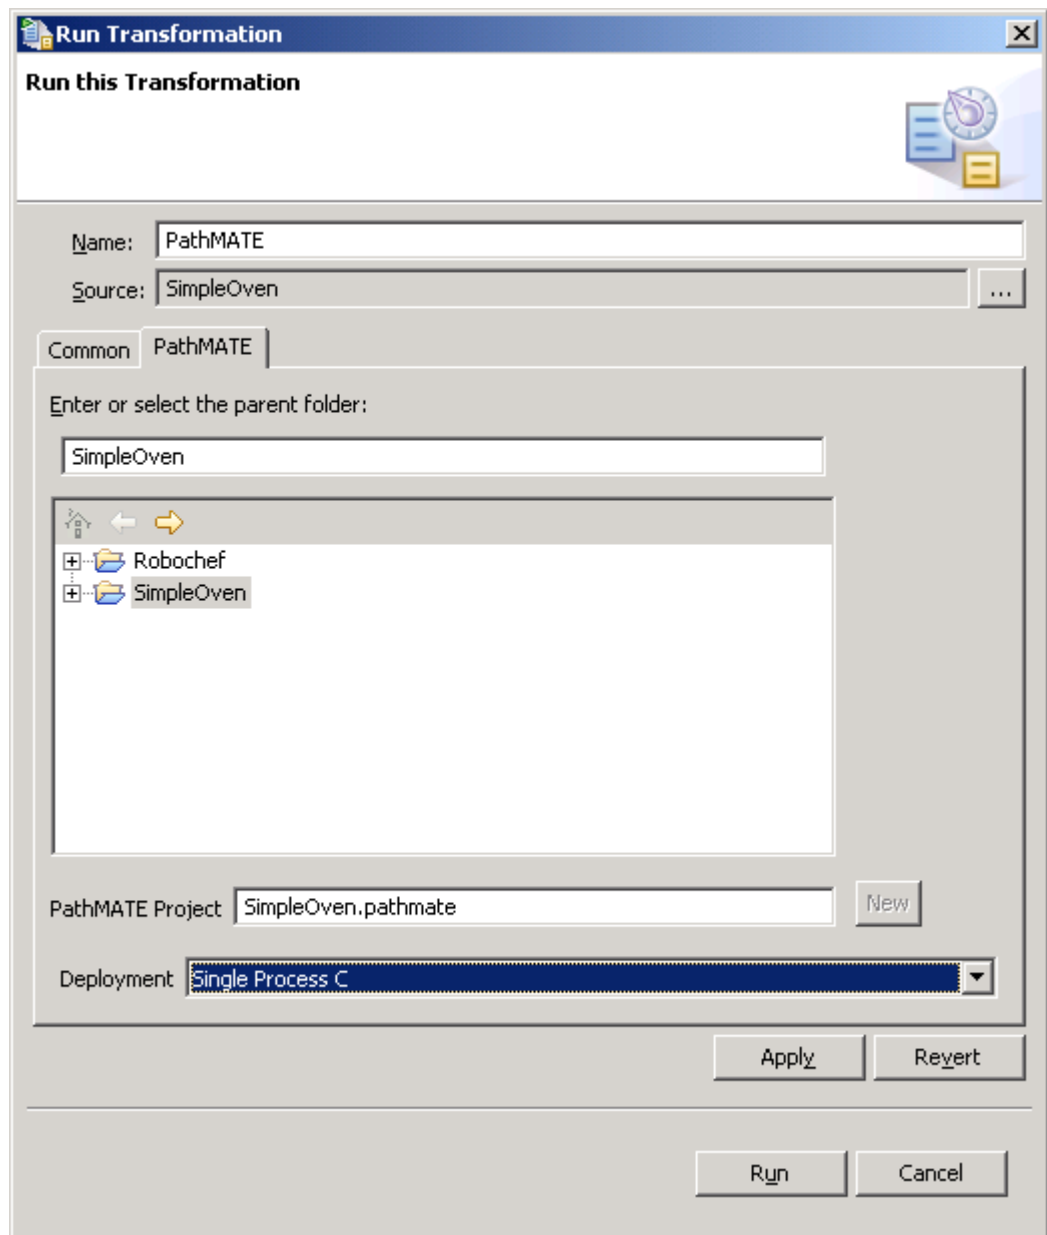 Run Transformation
Run this Transformation
Name: PathMATE
Source: SimpleOven ...
Common PathMATE
Enter or select the parent folder:
SimpleOven
Robochef
SimpleOven
PathMATE Project SimpleOven.pathmate New
Deployment Single Process C
Apply Revert
Run Cancel